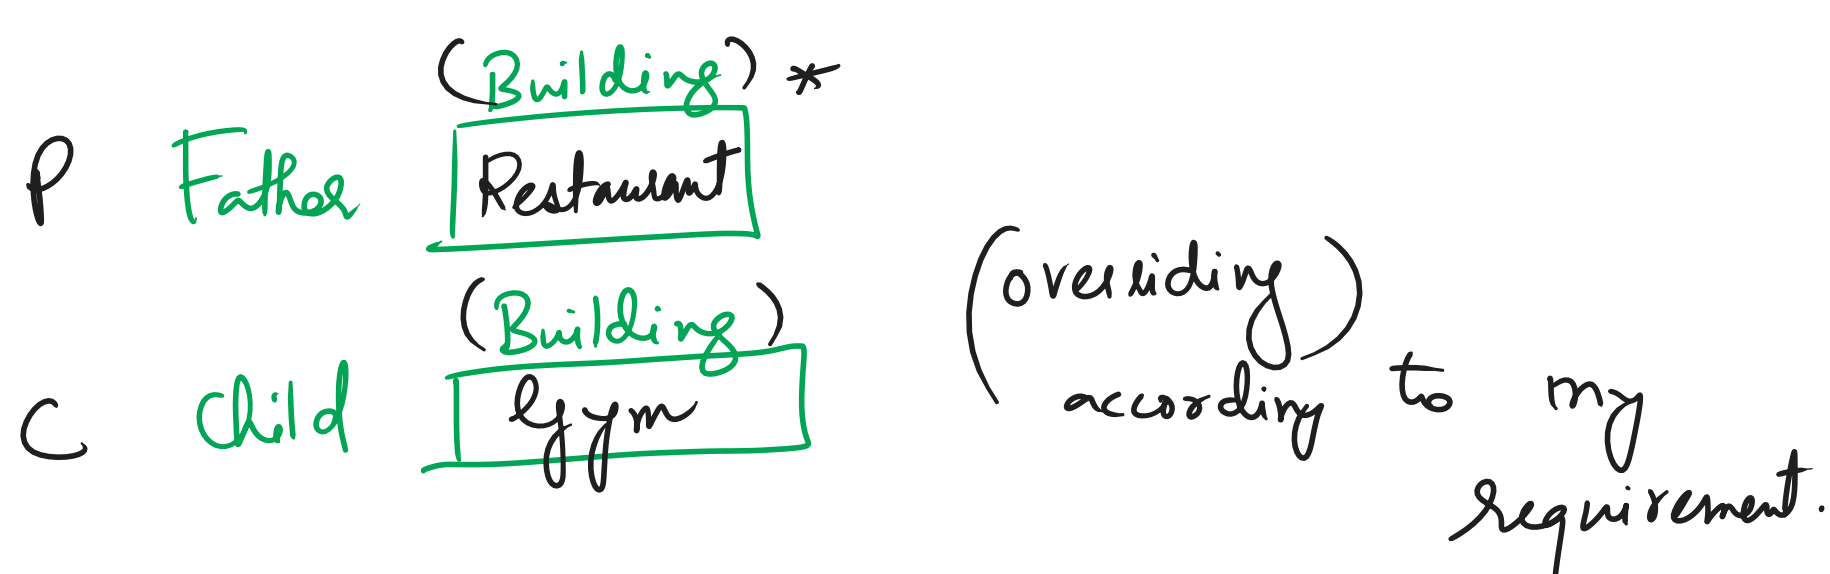 (Building) *
P Father Restaurant
(Building)
C Child Gym
(overriding)
according to my
requirement.